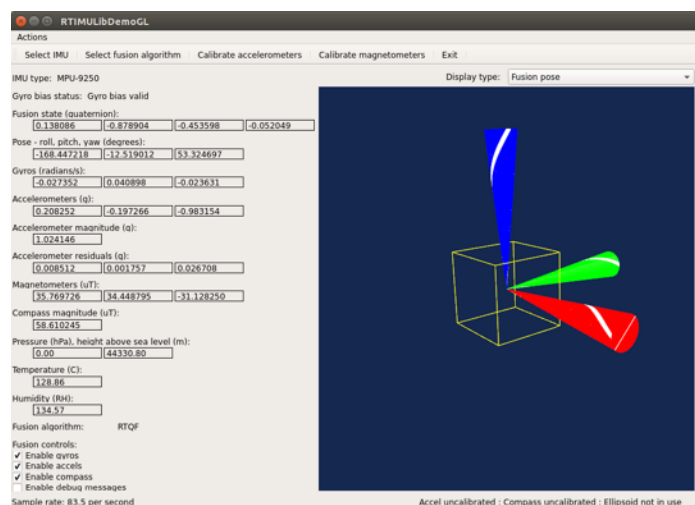 RTIMULibDemoGL
Actions
Select IMU Select fusion algorithm Calibrate accelerometers Calibrate magnetometers Exit
IMU type: MPU-9250
Display type: Fusion pose
Gyro bias status: Gyro bias valid
Fusion state (quaternion):
0.138086 -0.878904 -0.453598 -0.052049
Pose - roll, pitch, yaw (degrees):
-168.447218 -12.519012 53.324697
Gyros (radians/s):
-0.027352 0.040898 -0.023631
Accelerometers (g):
0.208252 -0.197266 -0.983154
Accelerometer magnitude (g):
1.024146
Accelerometer residuals (g):
0.008512 0.001757 0.026708
Magnetometers (uT):
35.769726 34.448795 -31.128250
Compass magnitude (uT):
58.610245
Pressure (hPa), height above sea level (m):
0.00 44330.80
Temperature (C):
128.86
Humidity (RH):
134.57
Fusion algorithm: RTQF
Fusion controls:
Enable gyros
Enable accels
Enable compass
Enable debug messages
Sample rate: 83.5 per second
Accel uncalibrated : Compass uncalibrated : Ellipsoid not in use